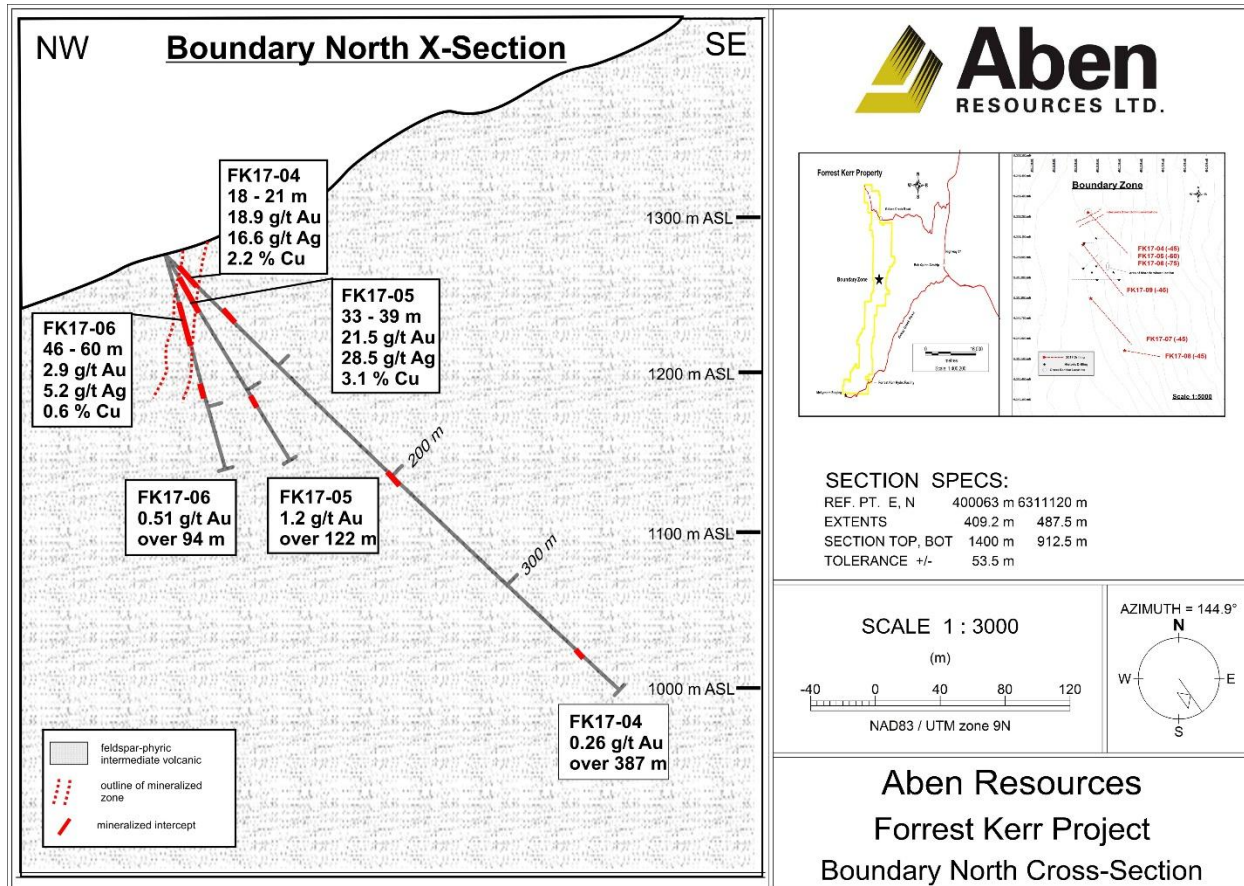 NW
Boundary North X-Section
SE
FK17-04
18 - 21 m
18.9 g/t Au
16.6 g/t Ag
2.2 % Cu
1300 m ASL
FK17-05
33 - 39 m
21.5 g/t Au
28.5 g/t Ag
3.1 % Cu
FK17-06
46 - 60 m
2.9 g/t Au
5.2 g/t Ag
0.6 % Cu
1200 m ASL
200 m
FK17-06
0.51 g/t Au
over 94 m
FK17-05
1.2 g/t Au
over 122 m
1100 m ASL
300 m
1000 m ASL
FK17-04
0.26 g/t Au
over 387 m
feldspar-phyric
intermediate volcanic
outline of mineralized
zone
mineralized intercept
Aben
RESOURCES LTD.
Forrest Kerr Property
Boundary Zone
Boundary Zone
FK17-04 (-45)
FK17-05 (-60)
FK17-06 (-75)
FK17-09 (-45)
FK17-07 (-45)
FK17-08 (-45)
Scale 1:5000
SECTION SPECS:
REF. PT. E, N 400063 m 6311120 m
EXTENTS 409.2 m 487.5 m
SECTION TOP, BOT 1400 m 912.5 m
TOLERANCE +/- 53.5 m
SCALE 1 : 3000
(m)
-40 0 40 80 120
NAD83 / UTM zone 9N
AZIMUTH = 144.9°
N
W
E
S
Aben Resources
Forrest Kerr Project
Boundary North Cross-Section